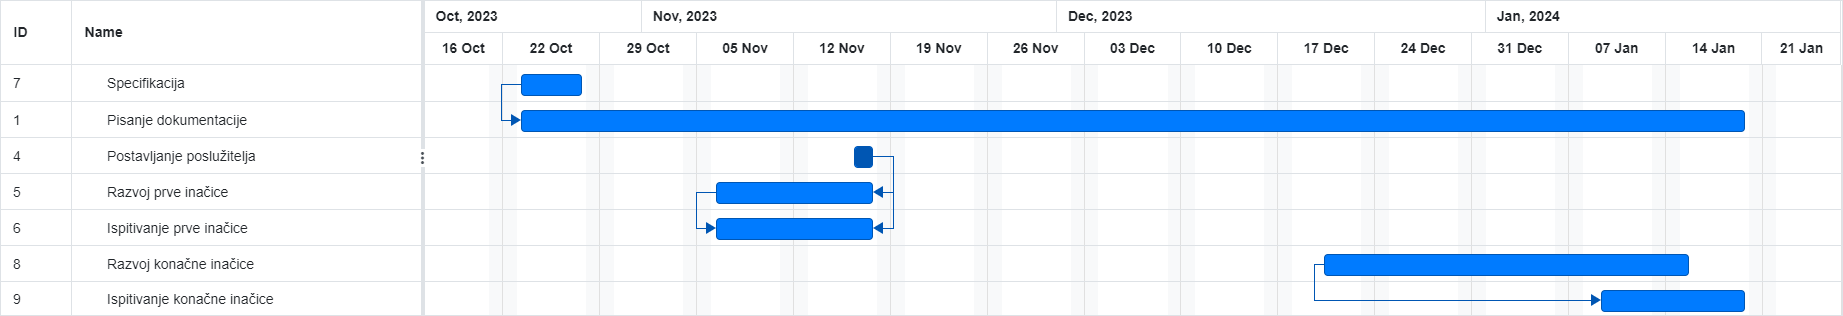 ID Name Oct, 2023 Nov, 2023 Dec, 2023 Jan, 2024
16 Oct 22 Oct 29 Oct 05 Nov 12 Nov 19 Nov 26 Nov 03 Dec 10 Dec 17 Dec 24 Dec 31 Dec 07 Jan 14 Jan 21 Jan
7 Specifikacija
1 Pisanje dokumentacije
4 Postavljanje poslužitelja
5 Razvoj prve inačice
6 Ispitivanje prve inačice
8 Razvoj konačne inačice
9 Ispitivanje konačne inačice